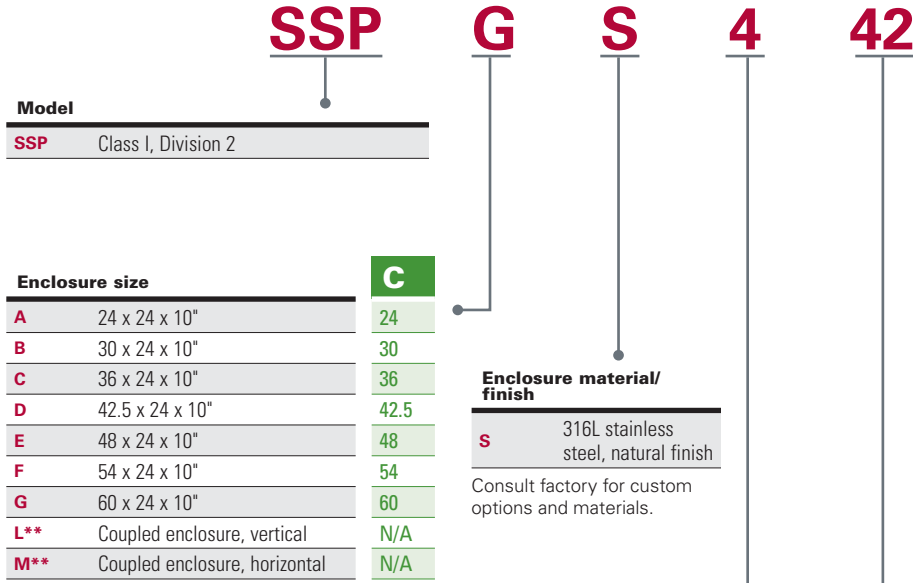 SSP G S 4 42
Model
SSP Class I, Division 2
Enclosure size C
A 24 x 24 x 10" 24
B 30 x 24 x 10" 30
C 36 x 24 x 10" 36
D 42.5 x 24 x 10" 42.5
E 48 x 24 x 10" 48
F 54 x 24 x 10" 54
G 60 x 24 x 10" 60
L** Coupled enclosure, vertical N/A
M** Coupled enclosure, horizontal N/A
Enclosure material/
finish
S 316L stainless
steel, natural finish
Consult factory for custom
options and materials.